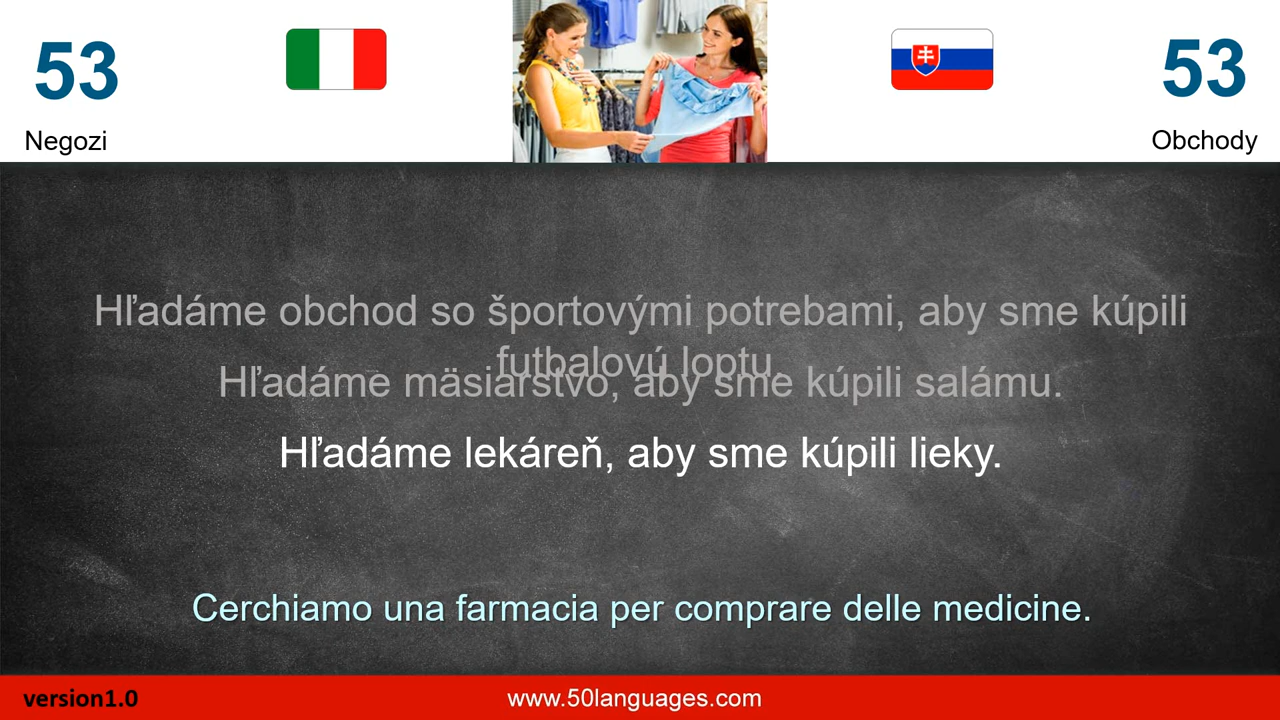 53
53
Negozi
Obchody
Hľadáme obchod so športovými potrebami, aby sme kúpili
futbalovú loptu.
Hľadáme mäsiarstvo, aby sme kúpili salámu.
Hľadáme lekáreň, aby sme kúpili lieky.
Cerchiamo una farmacia per comprare delle medicine.
version1.0
www.50languages.com